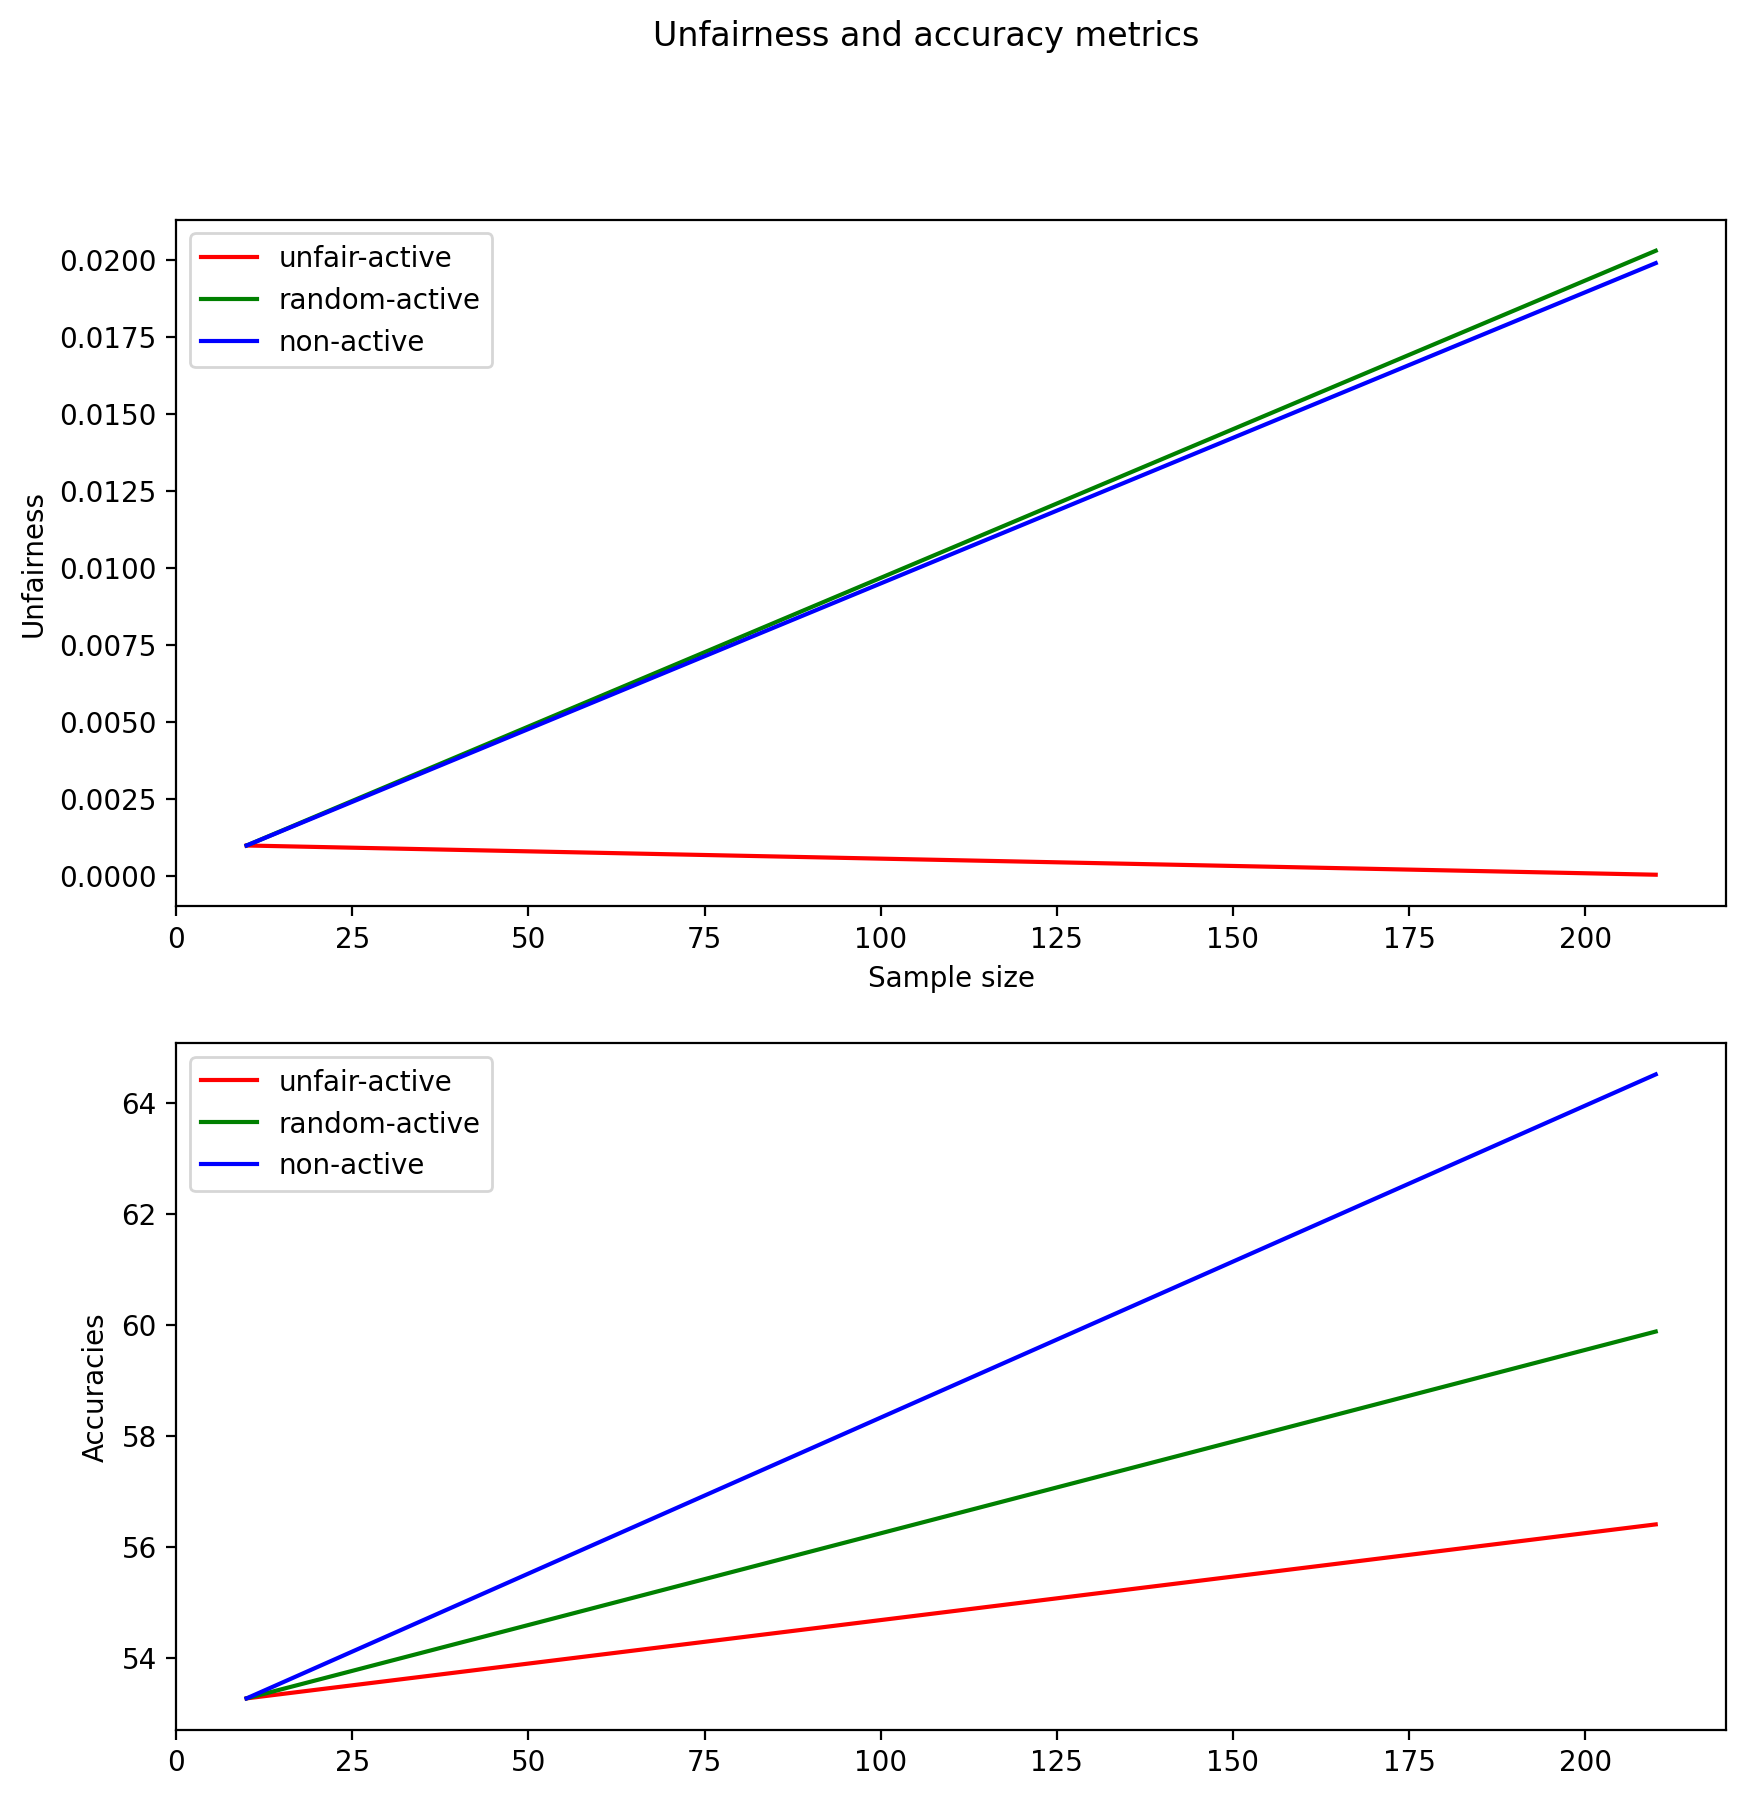 Unfairness and accuracy metrics
unfair-active
random-active
non-active
0.0200
0.0175
0.0150
0.0125
0.0100
0.0075
0.0050
0.0025
0.0000
Unfairness
0 25 50 75 100 125 150 175 200
Sample size
unfair-active
random-active
non-active
64
62
60
58
56
54
Accuracies
0 25 50 75 100 125 150 175 200